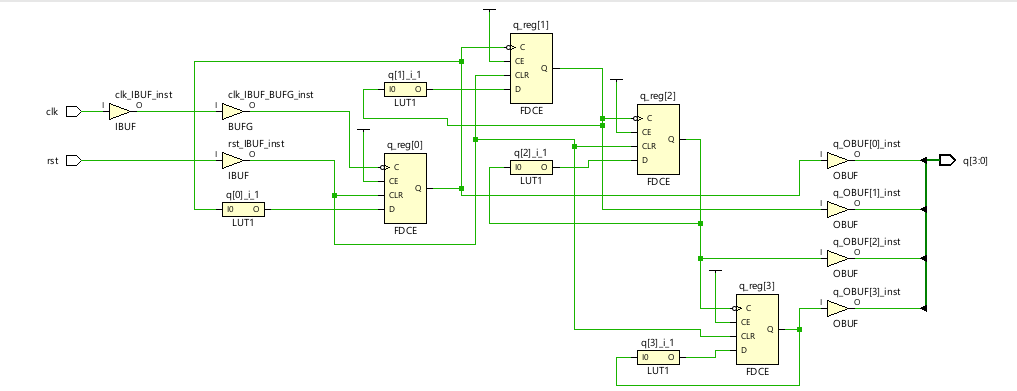 q_reg[1]
C
CE
CLR
D
Q
FDCE
q[1]_i_1
I0 O
LUT1
clk
clk_IBUF_inst
I O
IBUF
clk_IBUF_BUFG_inst
I O
BUFG
q_reg[2]
C
CE
CLR
D
Q
FDCE
rst
rst_IBUF_inst
I O
IBUF
q_reg[0]
C
CE
CLR
D
Q
FDCE
q[2]_i_1
I0 O
LUT1
q[0]_i_1
I0 O
LUT1
q_OBUF[0]_inst
I O
OBUF
q[3:0]
q_OBUF[1]_inst
I O
OBUF
q_OBUF[2]_inst
I O
OBUF
q_OBUF[3]_inst
I O
OBUF
q_reg[3]
C
CE
CLR
D
Q
FDCE
q[3]_i_1
I0 O
LUT1